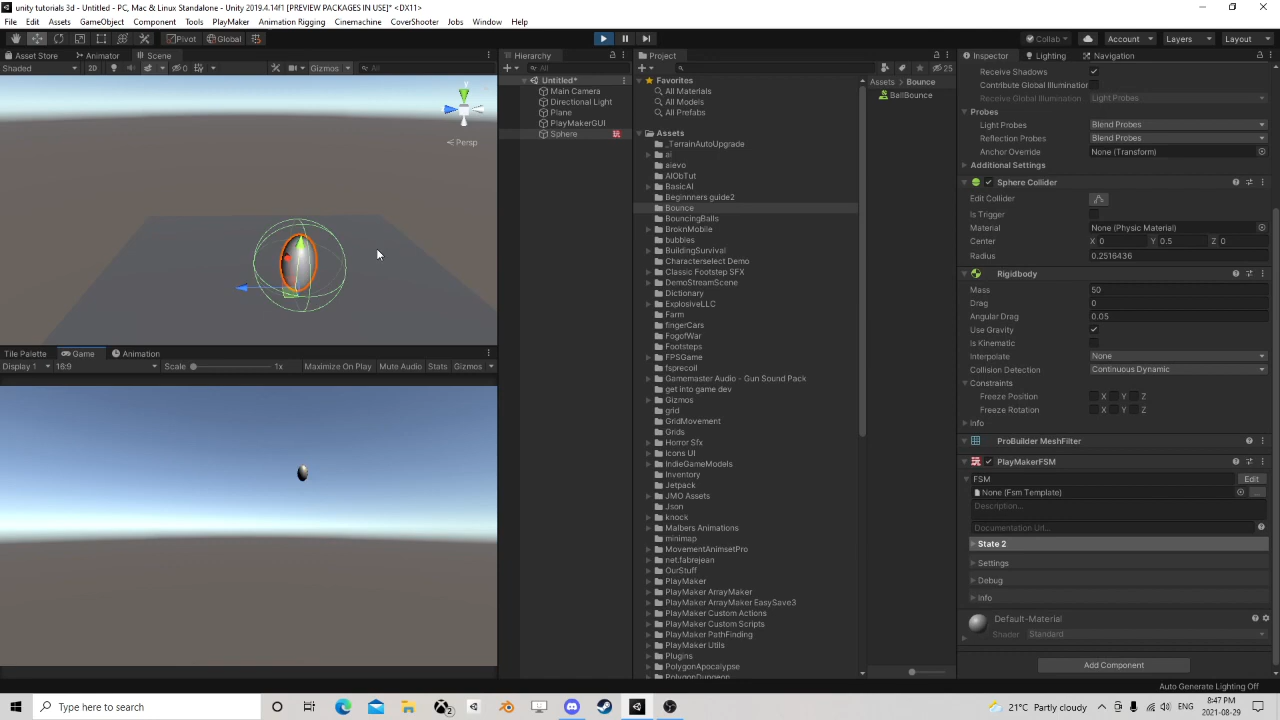 unity tutorials 3d - Untitled - PC, Mac & Linux Standalone - Unity 2019.4.14f1 [PREVIEW PACKAGES IN USE]* <DX11>
File Edit Assets GameObject Component Tools PlayMaker Animation Rigging Cinemachine CoverShooter Jobs Window Help
Pivot Global Collab Account Layers Layout
Asset Store Animator Scene
Shaded 2D 0 Gizmos All
y
Persp
Tile Palette Game Animation
Display 1 16:9 Scale 1x Maximize On Play Mute Audio Stats Gizmos
Hierarchy
All
Untitled*
Main Camera
Directional Light
Plane
PlayMakerGUI
Sphere
Project
25
Favorites
All Materials
All Models
All Prefabs
Assets
_TerrainAutoUpgrade
ai
aievo
AIObTut
BasicAI
Beginnners guide2
Bounce
BouncingBalls
BroknMobile
bubbles
BuildingSurvival
Characterselect Demo
Classic Footstep SFX
DemoStreamScene
Dictionary
ExplosiveLLC
Farm
fingerCars
FogofWar
Footsteps
FPSGame
fsprecoil
Gamemaster Audio - Gun Sound Pack
get into game dev
Gizmos
grid
GridMovement
Grids
Horror Sfx
Icons UI
IndieGameModels
Inventory
Jetpack
JMO Assets
Json
knock
Malbers Animations
minimap
MovementAnimsetPro
net.fabrejean
OurStuff
PlayMaker
PlayMaker ArrayMaker
PlayMaker ArrayMaker EasySave3
PlayMaker Custom Actions
PlayMaker Custom Scripts
PlayMaker PathFinding
PlayMaker Utils
Plugins
PolygonApocalypse
PolygonDungeon
Assets Bounce
BallBounce
Inspector Lighting Navigation
Receive Shadows
Contribute Global Illumination
Receive Global Illumination Light Probes
Probes
Light Probes Blend Probes
Reflection Probes Blend Probes
Anchor Override None (Transform)
Additional Settings
Sphere Collider
Edit Collider
Is Trigger
Material None (Physic Material)
Center X 0 Y 0.5 Z 0
Radius 0.2516436
Rigidbody
Mass 50
Drag 0
Angular Drag 0.05
Use Gravity
Is Kinematic
Interpolate None
Collision Detection Continuous Dynamic
Constraints
Freeze Position X Y Z
Freeze Rotation X Y Z
Info
ProBuilder MeshFilter
PlayMakerFSM
FSM Edit
None (Fsm Template) ...
Description...
Documentation Url...
State 2
Settings
Debug
Info
Default-Material
Shader Standard
Add Component
Auto Generate Lighting Off
Type here to search
21°C
8:47 PM
2021-08-29